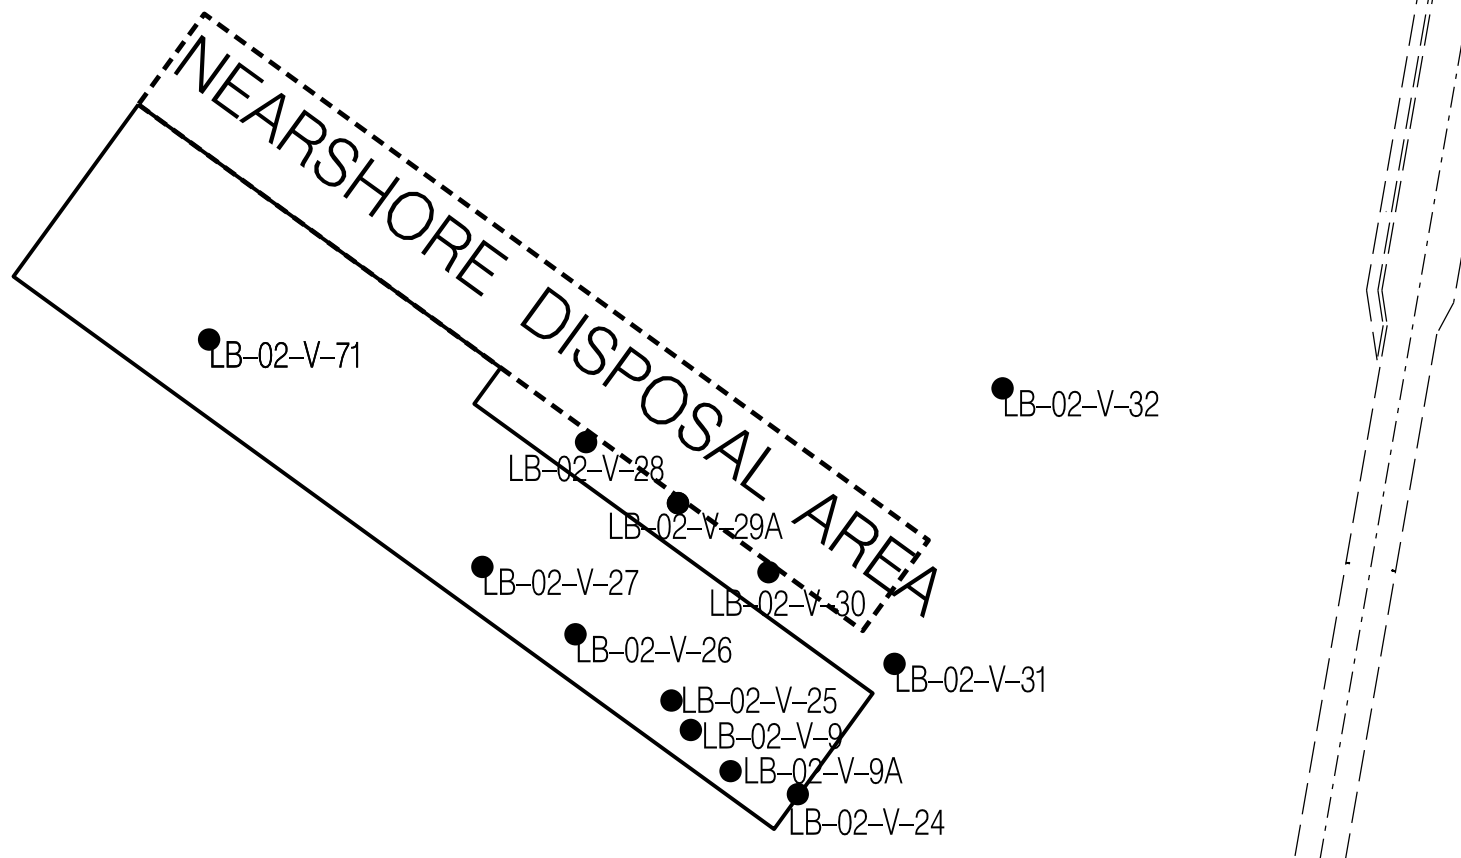 NEARSHORE DISPOSAL AREA
LB–02–V–71
LB–02–V–32
LB–02–V–28
LB–02–V–29A
LB–02–V–27
LB–02–V–30
LB–02–V–26
LB–02–V–31
LB–02–V–25
LB–02–V–9
LB–02–V–9A
LB–02–V–24